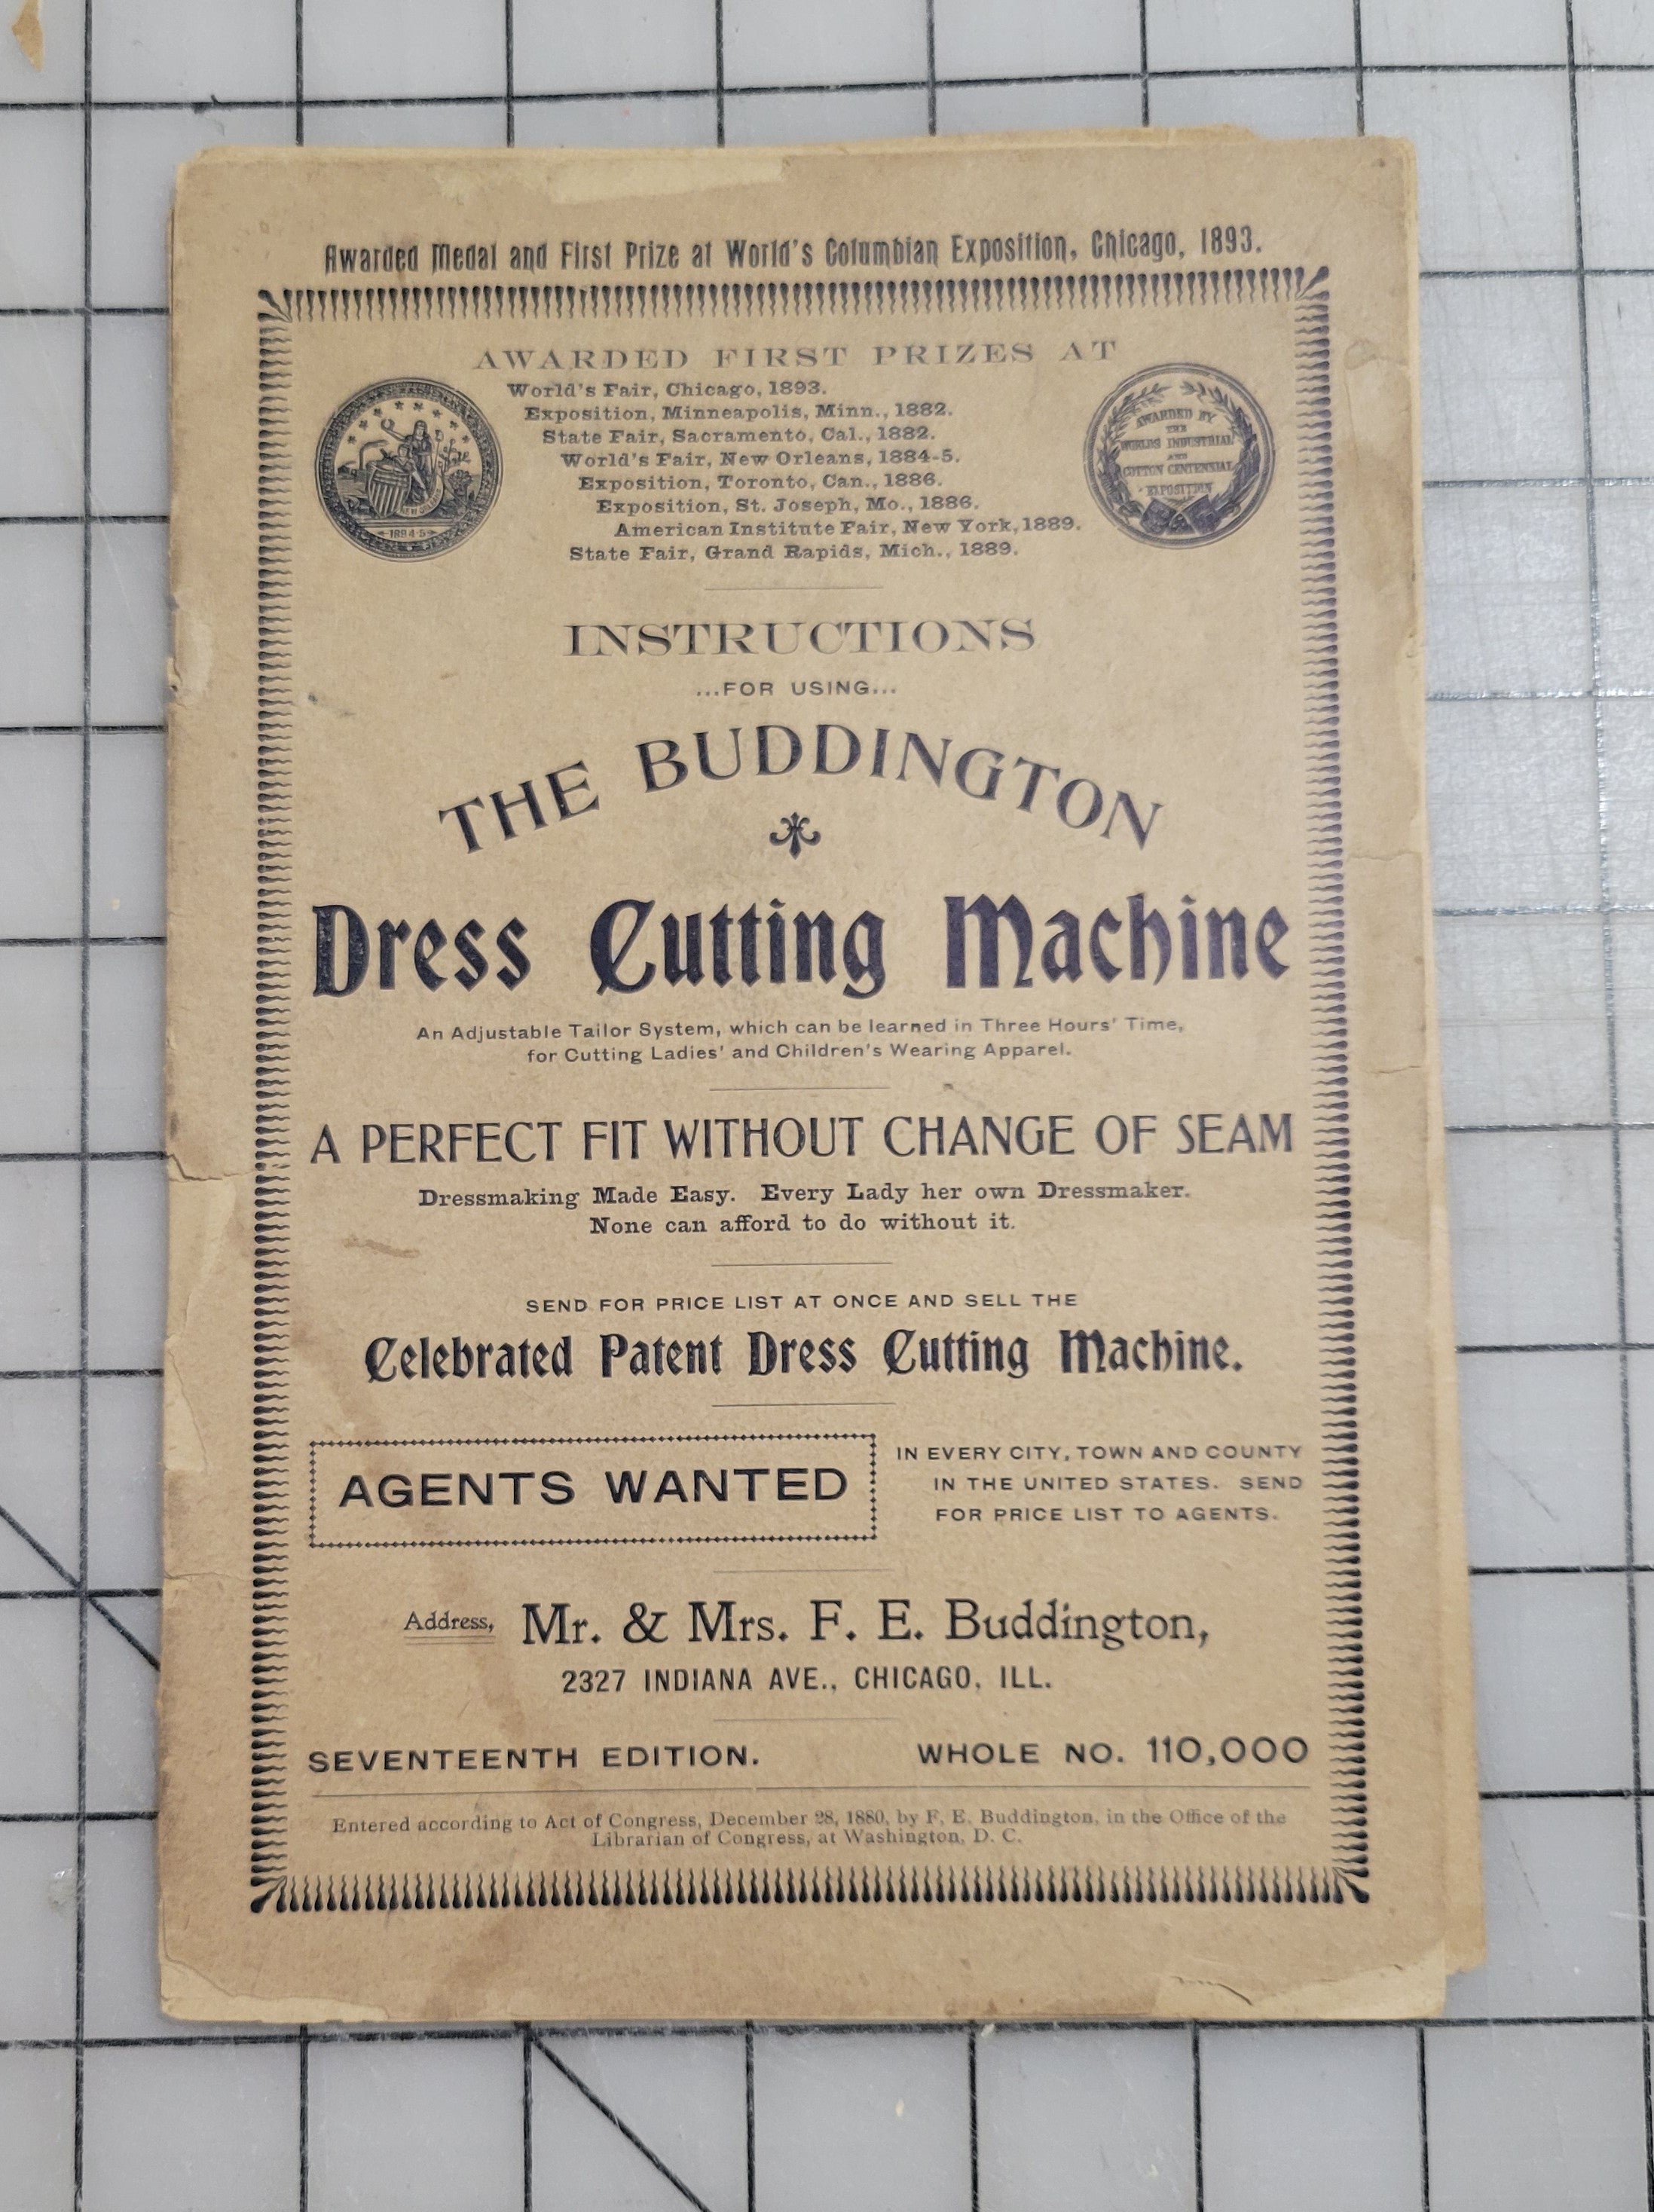 Awarded Medal and First Prize at World's Columbian Exposition, Chicago, 1893.
AWARDED FIRST PRIZES AT
World's Fair, Chicago, 1893.
Exposition, Minneapolis, Minn., 1882.
State Fair, Sacramento, Cal., 1882.
World's Fair, New Orleans, 1884-5.
Exposition, Toronto, Can., 1886.
Exposition, St. Joseph, Mo., 1886.
American Institute Fair, New York, 1889.
State Fair, Grand Rapids, Mich., 1889.
AWARDED BY
THE
WORLDS INDUSTRIAL
AND
COTTON CENTENNIAL
EXPOSITION
INSTRUCTIONS
...FOR USING...
THE BUDDINGTON
Dress Cutting Machine
An Adjustable Tailor System, which can be learned in Three Hours' Time,
for Cutting Ladies' and Children's Wearing Apparel.
A PERFECT FIT WITHOUT CHANGE OF SEAM
Dressmaking Made Easy. Every Lady her own Dressmaker.
None can afford to do without it.
SEND FOR PRICE LIST AT ONCE AND SELL THE
Celebrated Patent Dress Cutting Machine.
AGENTS WANTED
IN EVERY CITY, TOWN AND COUNTY
IN THE UNITED STATES. SEND
FOR PRICE LIST TO AGENTS.
Address, Mr. & Mrs. F. E. Buddington,
2327 INDIANA AVE., CHICAGO, ILL.
SEVENTEENTH EDITION. WHOLE NO. 110,000
Entered according to Act of Congress, December 28, 1880, by F. E. Buddington, in the Office of the
Librarian of Congress, at Washington, D. C.